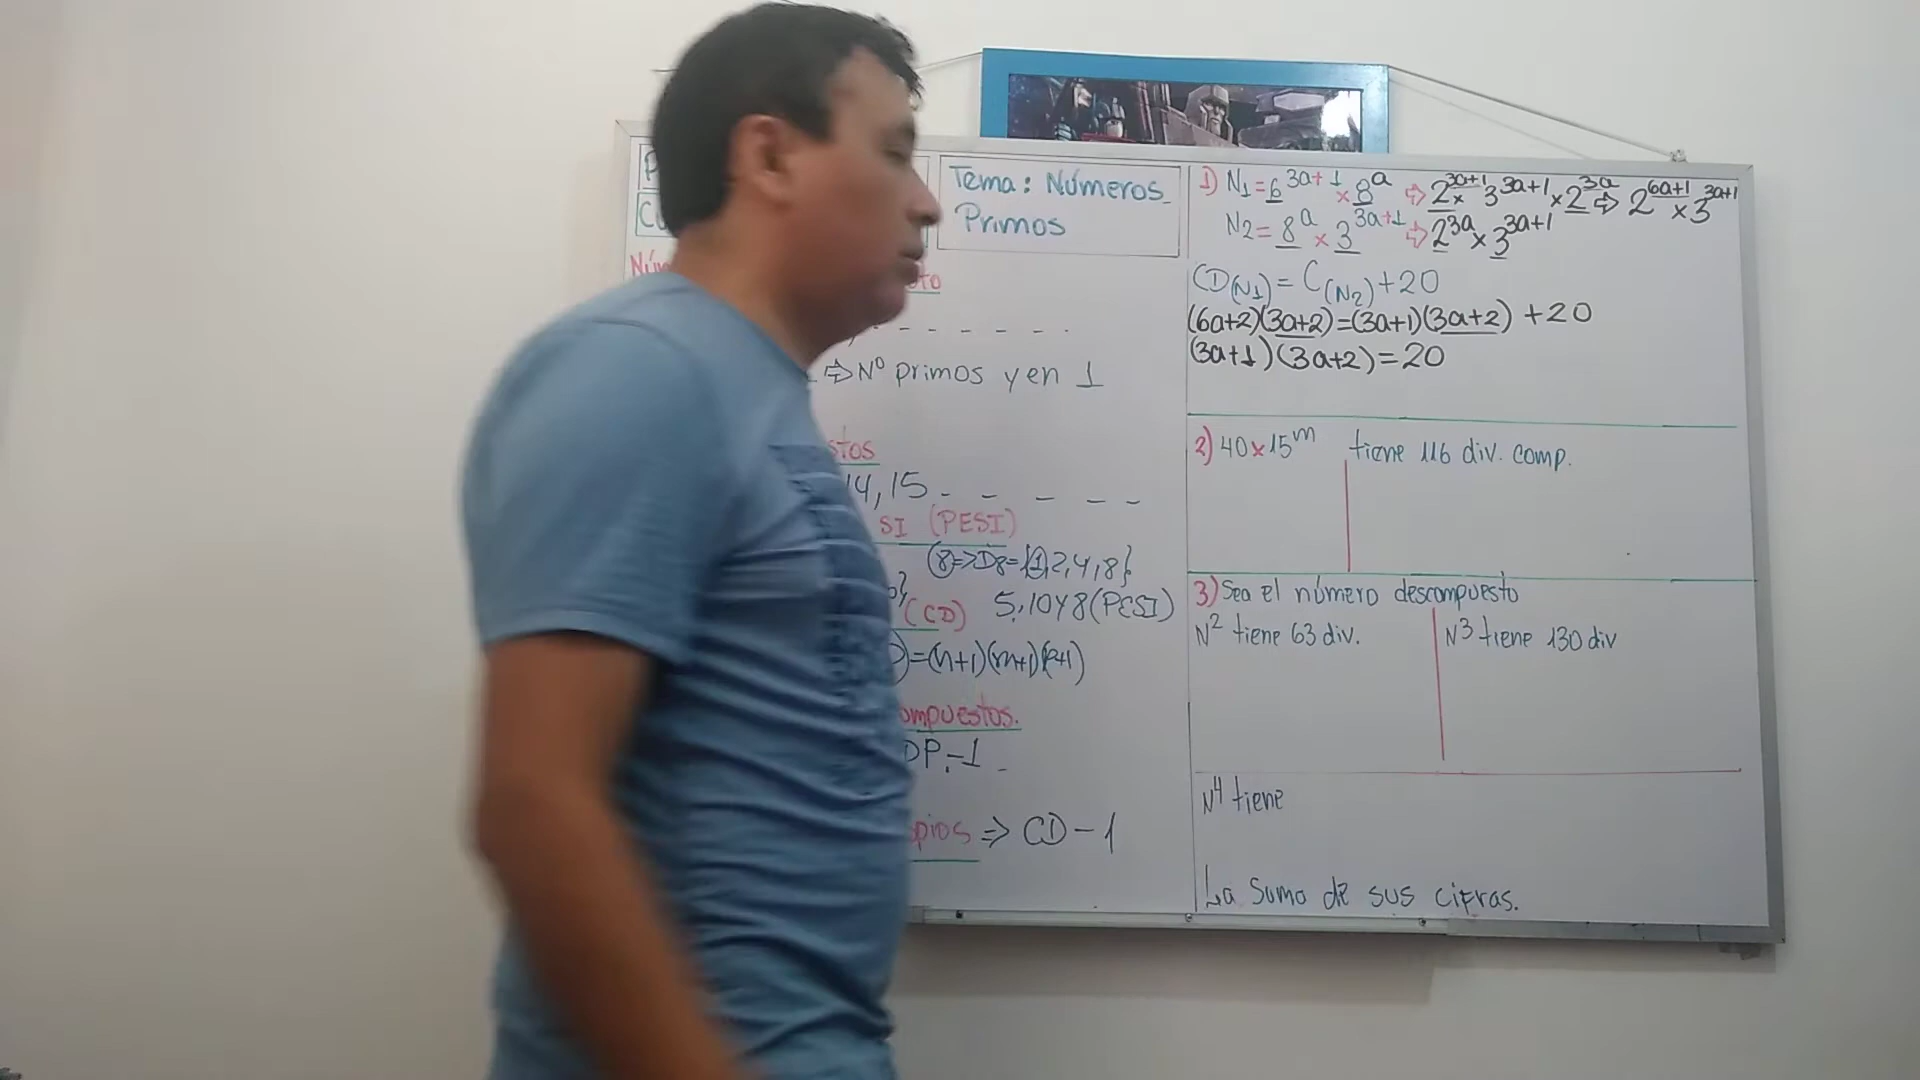 Tema: Números
Primos
⇨ Nº primos y en 1
14, 15 - - - - -
SI (PESI)
(8)=>D8={1,2,4,8}
(CD) 5,10 y 8 (PESI)
=(n+1)(m+1)(k+1)
ompuestos.
DP-1
opios => CD-1
1) N₁=6^3a+1 × 8^a ⇨ 2^3a+1 × 3^3a+1 × 2^3a ⇨ 2^6a+1 × 3^3a+1
N₂=8^a × 3^3a+1 ⇨ 2^3a × 3^3a+1
CD(N₁)=C(N₂)+20
(6a+2)(3a+2)=(3a+1)(3a+2)+20
(3a+1)(3a+2)=20
2) 40×15^m tiene 116 div. comp.
3) Sea el número descompuesto
N² tiene 63 div. N³ tiene 130 div
N⁴ tiene
La Suma de sus cifras.